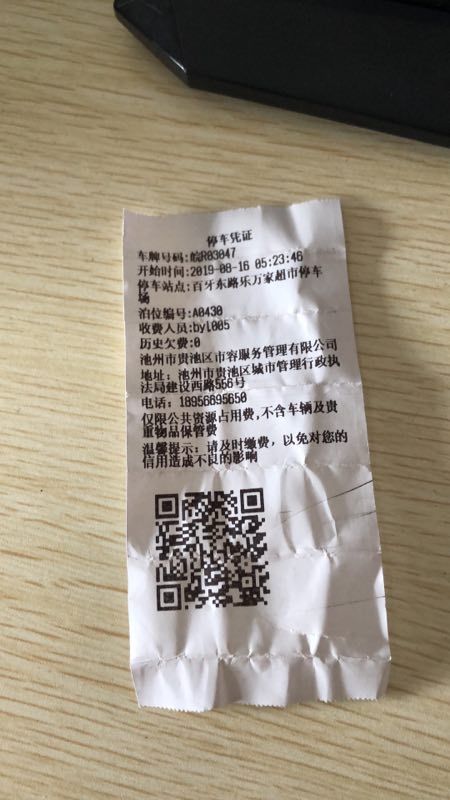 停车凭证
车牌号码:皖R03047
开始时间:2019-08-16 05:23:46
停车站点:百牙东路乐万家超市停车
场
泊位编号:A0430
收费人员:byl005
历史欠费:0
池州市贵池区市容服务管理有限公司
地址: 池州市贵池区城市管理行政执
法局建设西路556号
电话: 18956695650
仅限公共资源占用费,不含车辆及贵
重物品保管费
温馨提示: 请及时缴费, 以免对您的
信用造成不良的影响